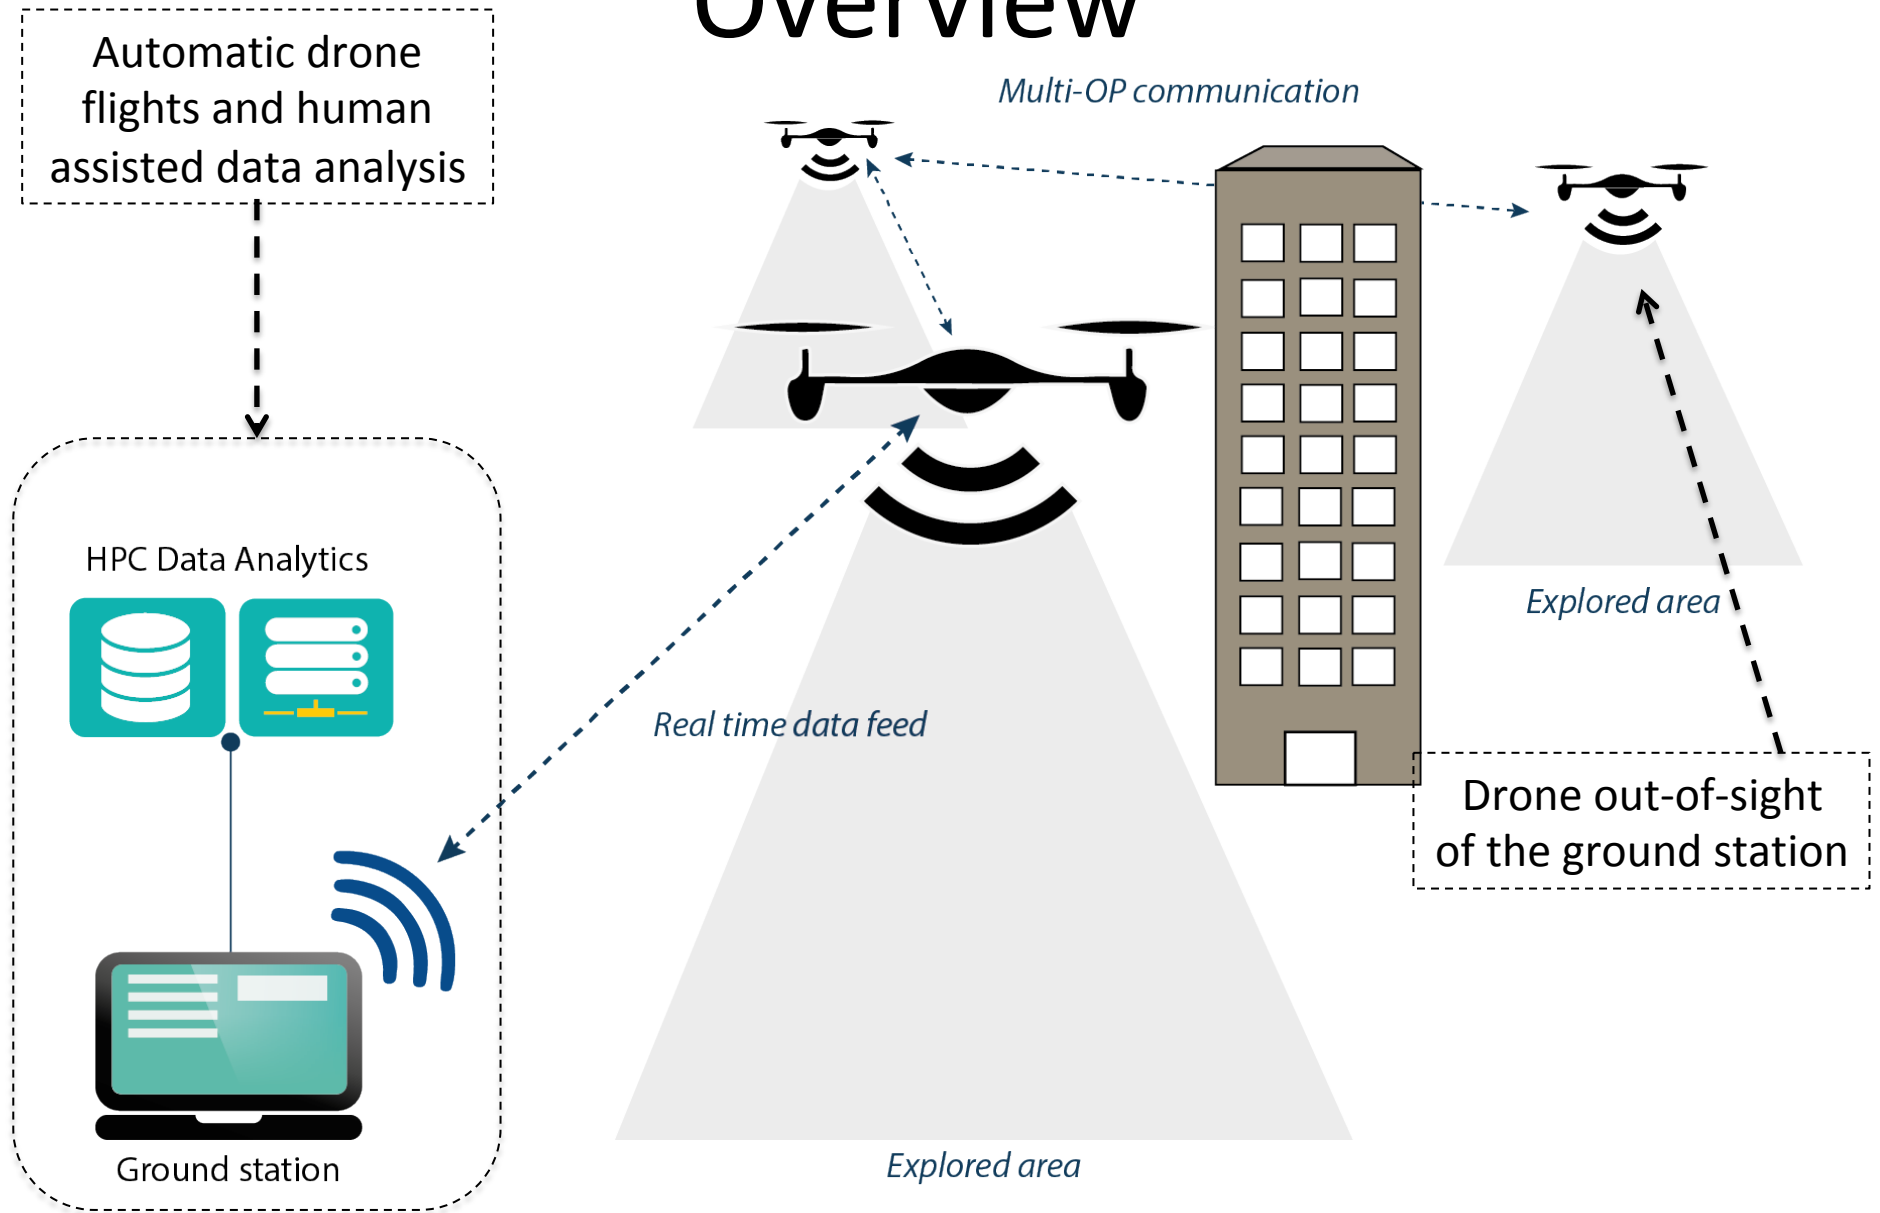 Overview
Automatic drone
flights and human
assisted data analysis
Multi-OP communication
HPC Data Analytics
Explored area
Real time data feed
Drone out-of-sight
of the ground station
Ground station
Explored area